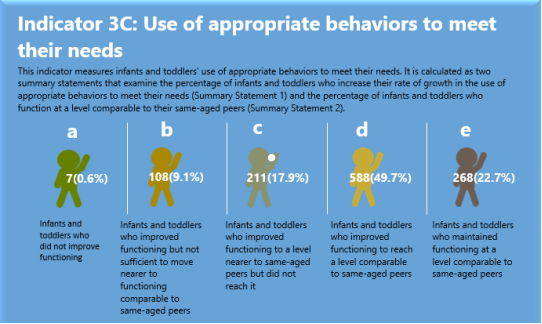 Indicator 3C: Use of appropriate behaviors to meet
their needs
This indicator measures infants and toddlers' use of appropriate behaviors to meet their needs. It is calculated as two
summary statements that examine the percentage of infants and toddlers who increase their rate of growth in the use of
appropriate behaviors to meet their needs (Summary Statement 1) and the percentage of infants and toddlers who
function at a level comparable to their same-aged peers (Summary Statement 2).
a
b
c
d
e
7(0.6%)
108(9.1%)
211(17.9%)
588(49.7%)
268(22.7%)
Infants and
toddlers who
did not improve
functioning
Infants and toddlers
who improved
functioning but not
sufficient to move
nearer to
functioning
comparable to
same-aged peers
Infants and toddlers
who improved
functioning to a level
nearer to same-aged
peers but did not
reach it
Infants and toddlers
who improved
functioning to reach
a level comparable
to same-aged peers
Infants and toddlers
who maintained
functioning at a
level comparable to
same-aged peers